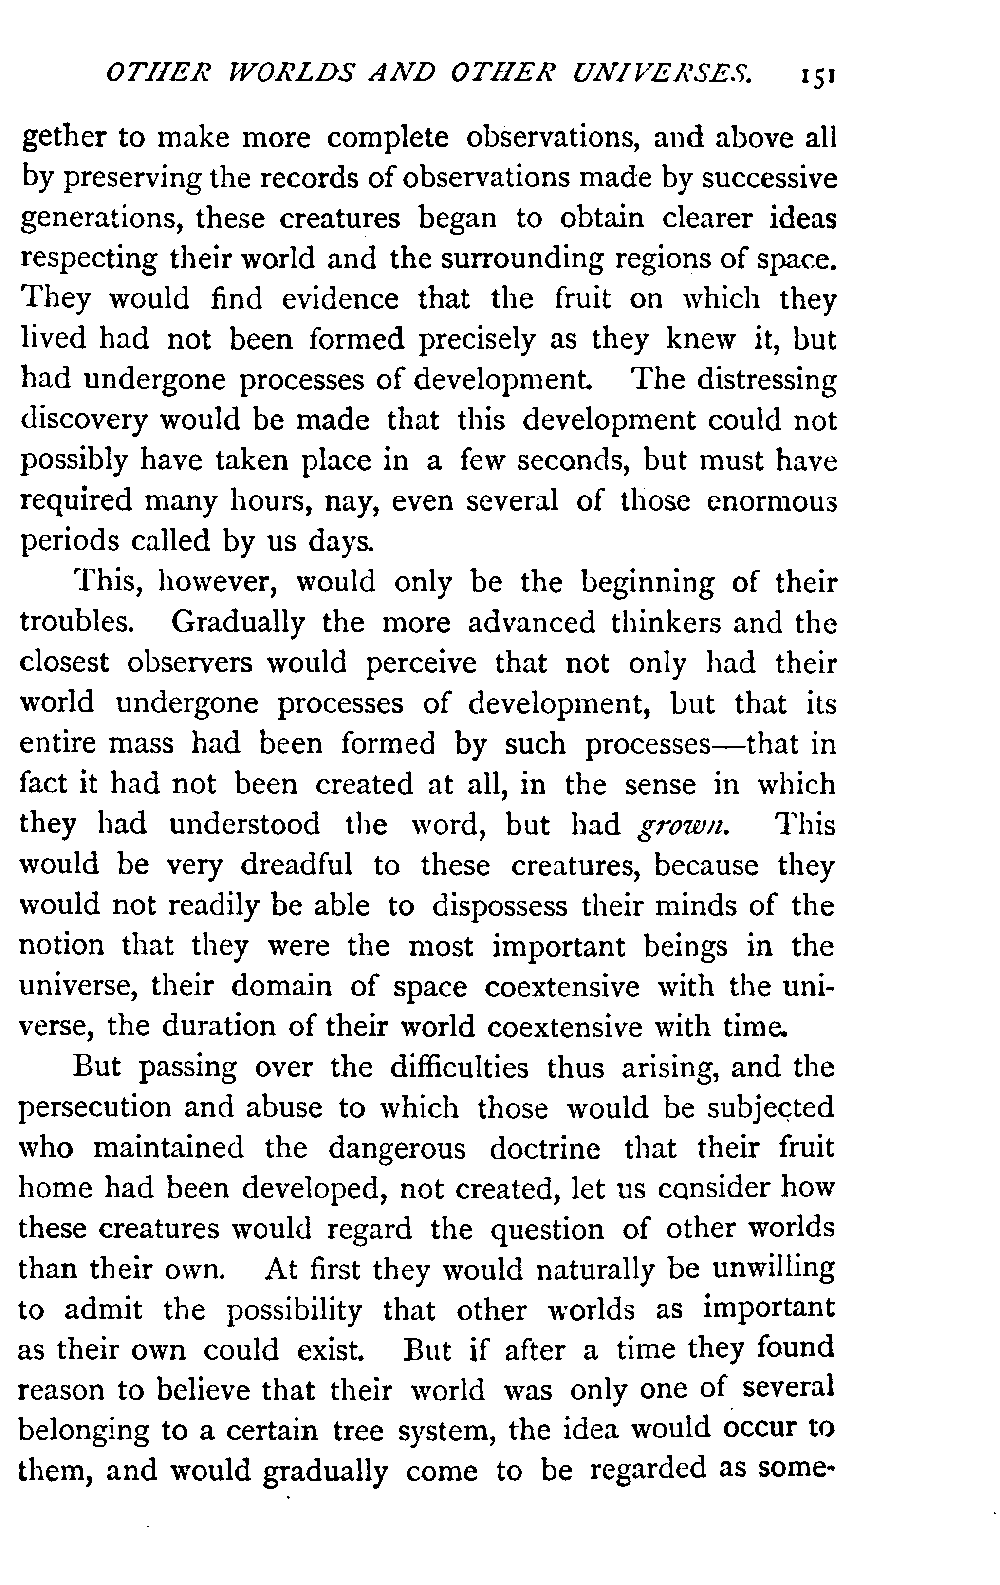 OTHER WORLDS AND OTHER UNIVERSES. 151
gether to make more complete observations, and above all
by preserving the records of observations made by successive
generations, these creatures began to obtain clearer ideas
respecting their world and the surrounding regions of space.
They would find evidence that the fruit on which they
lived had not been formed precisely as they knew it, but
had undergone processes of development. The distressing
discovery would be made that this development could not
possibly have taken place in a few seconds, but must have
required many hours, nay, even several of those enormous
periods called by us days.
This, however, would only be the beginning of their
troubles. Gradually the more advanced thinkers and the
closest observers would perceive that not only had their
world undergone processes of development, but that its
entire mass had been formed by such processes—that in
fact it had not been created at all, in the sense in which
they had understood the word, but had grown. This
would be very dreadful to these creatures, because they
would not readily be able to dispossess their minds of the
notion that they were the most important beings in the
universe, their domain of space coextensive with the uni-
verse, the duration of their world coextensive with time.
But passing over the difficulties thus arising, and the
persecution and abuse to which those would be subjected
who maintained the dangerous doctrine that their fruit
home had been developed, not created, let us consider how
these creatures would regard the question of other worlds
than their own. At first they would naturally be unwilling
to admit the possibility that other worlds as important
as their own could exist. But if after a time they found
reason to believe that their world was only one of several
belonging to a certain tree system, the idea would occur to
them, and would gradually come to be regarded as some-